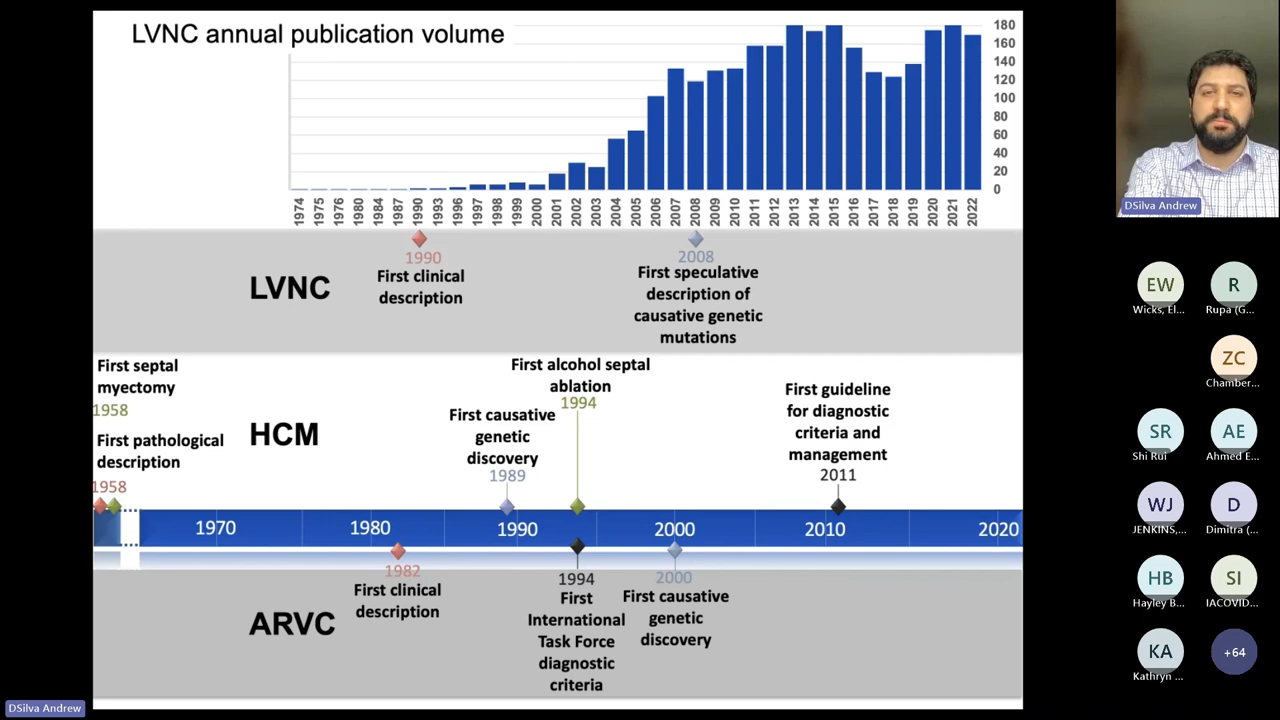 LVNC annual publication volume
180
160
140
120
100
80
60
40
20
0
1974
1975
1976
1980
1984
1987
1990
1993
1996
1997
1998
1999
2000
2001
2002
2003
2004
2005
2006
2007
2008
2009
2010
2011
2012
2013
2014
2015
2016
2017
2018
2019
2020
2021
2022
LVNC
1990
First clinical
description
2008
First speculative
description of
causative genetic
mutations
HCM
First septal
myectomy
1958
First pathological
description
1958
First causative
genetic
discovery
1989
First alcohol septal
ablation
1994
First guideline
for diagnostic
criteria and
management
2011
1970
1980
1990
2000
2010
2020
ARVC
1982
First clinical
description
1994
First
International
Task Force
diagnostic
criteria
2000
First causative
genetic
discovery
DSilva Andrew
DSilva Andrew
EW
Wicks, El...
R
Rupa (G...
ZC
Chamber...
SR
Shi Rui
AE
Ahmed E...
WJ
JENKINS,...
D
Dimitra (...
HB
Hayley B...
SI
IACOVID...
KA
Kathryn ...
+64